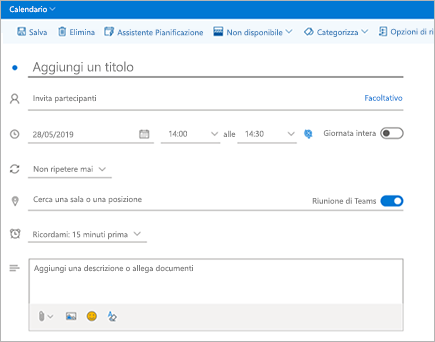 Calendario
Salva Elimina Assistente Pianificazione Non disponibile Categorizza Opzioni di ri
Aggiungi un titolo
Invita partecipanti Facoltativo
28/05/2019 14:00 alle 14:30 Giornata intera
Non ripetere mai
Cerca una sala o una posizione Riunione di Teams
Ricordami: 15 minuti prima
Aggiungi una descrizione o allega documenti